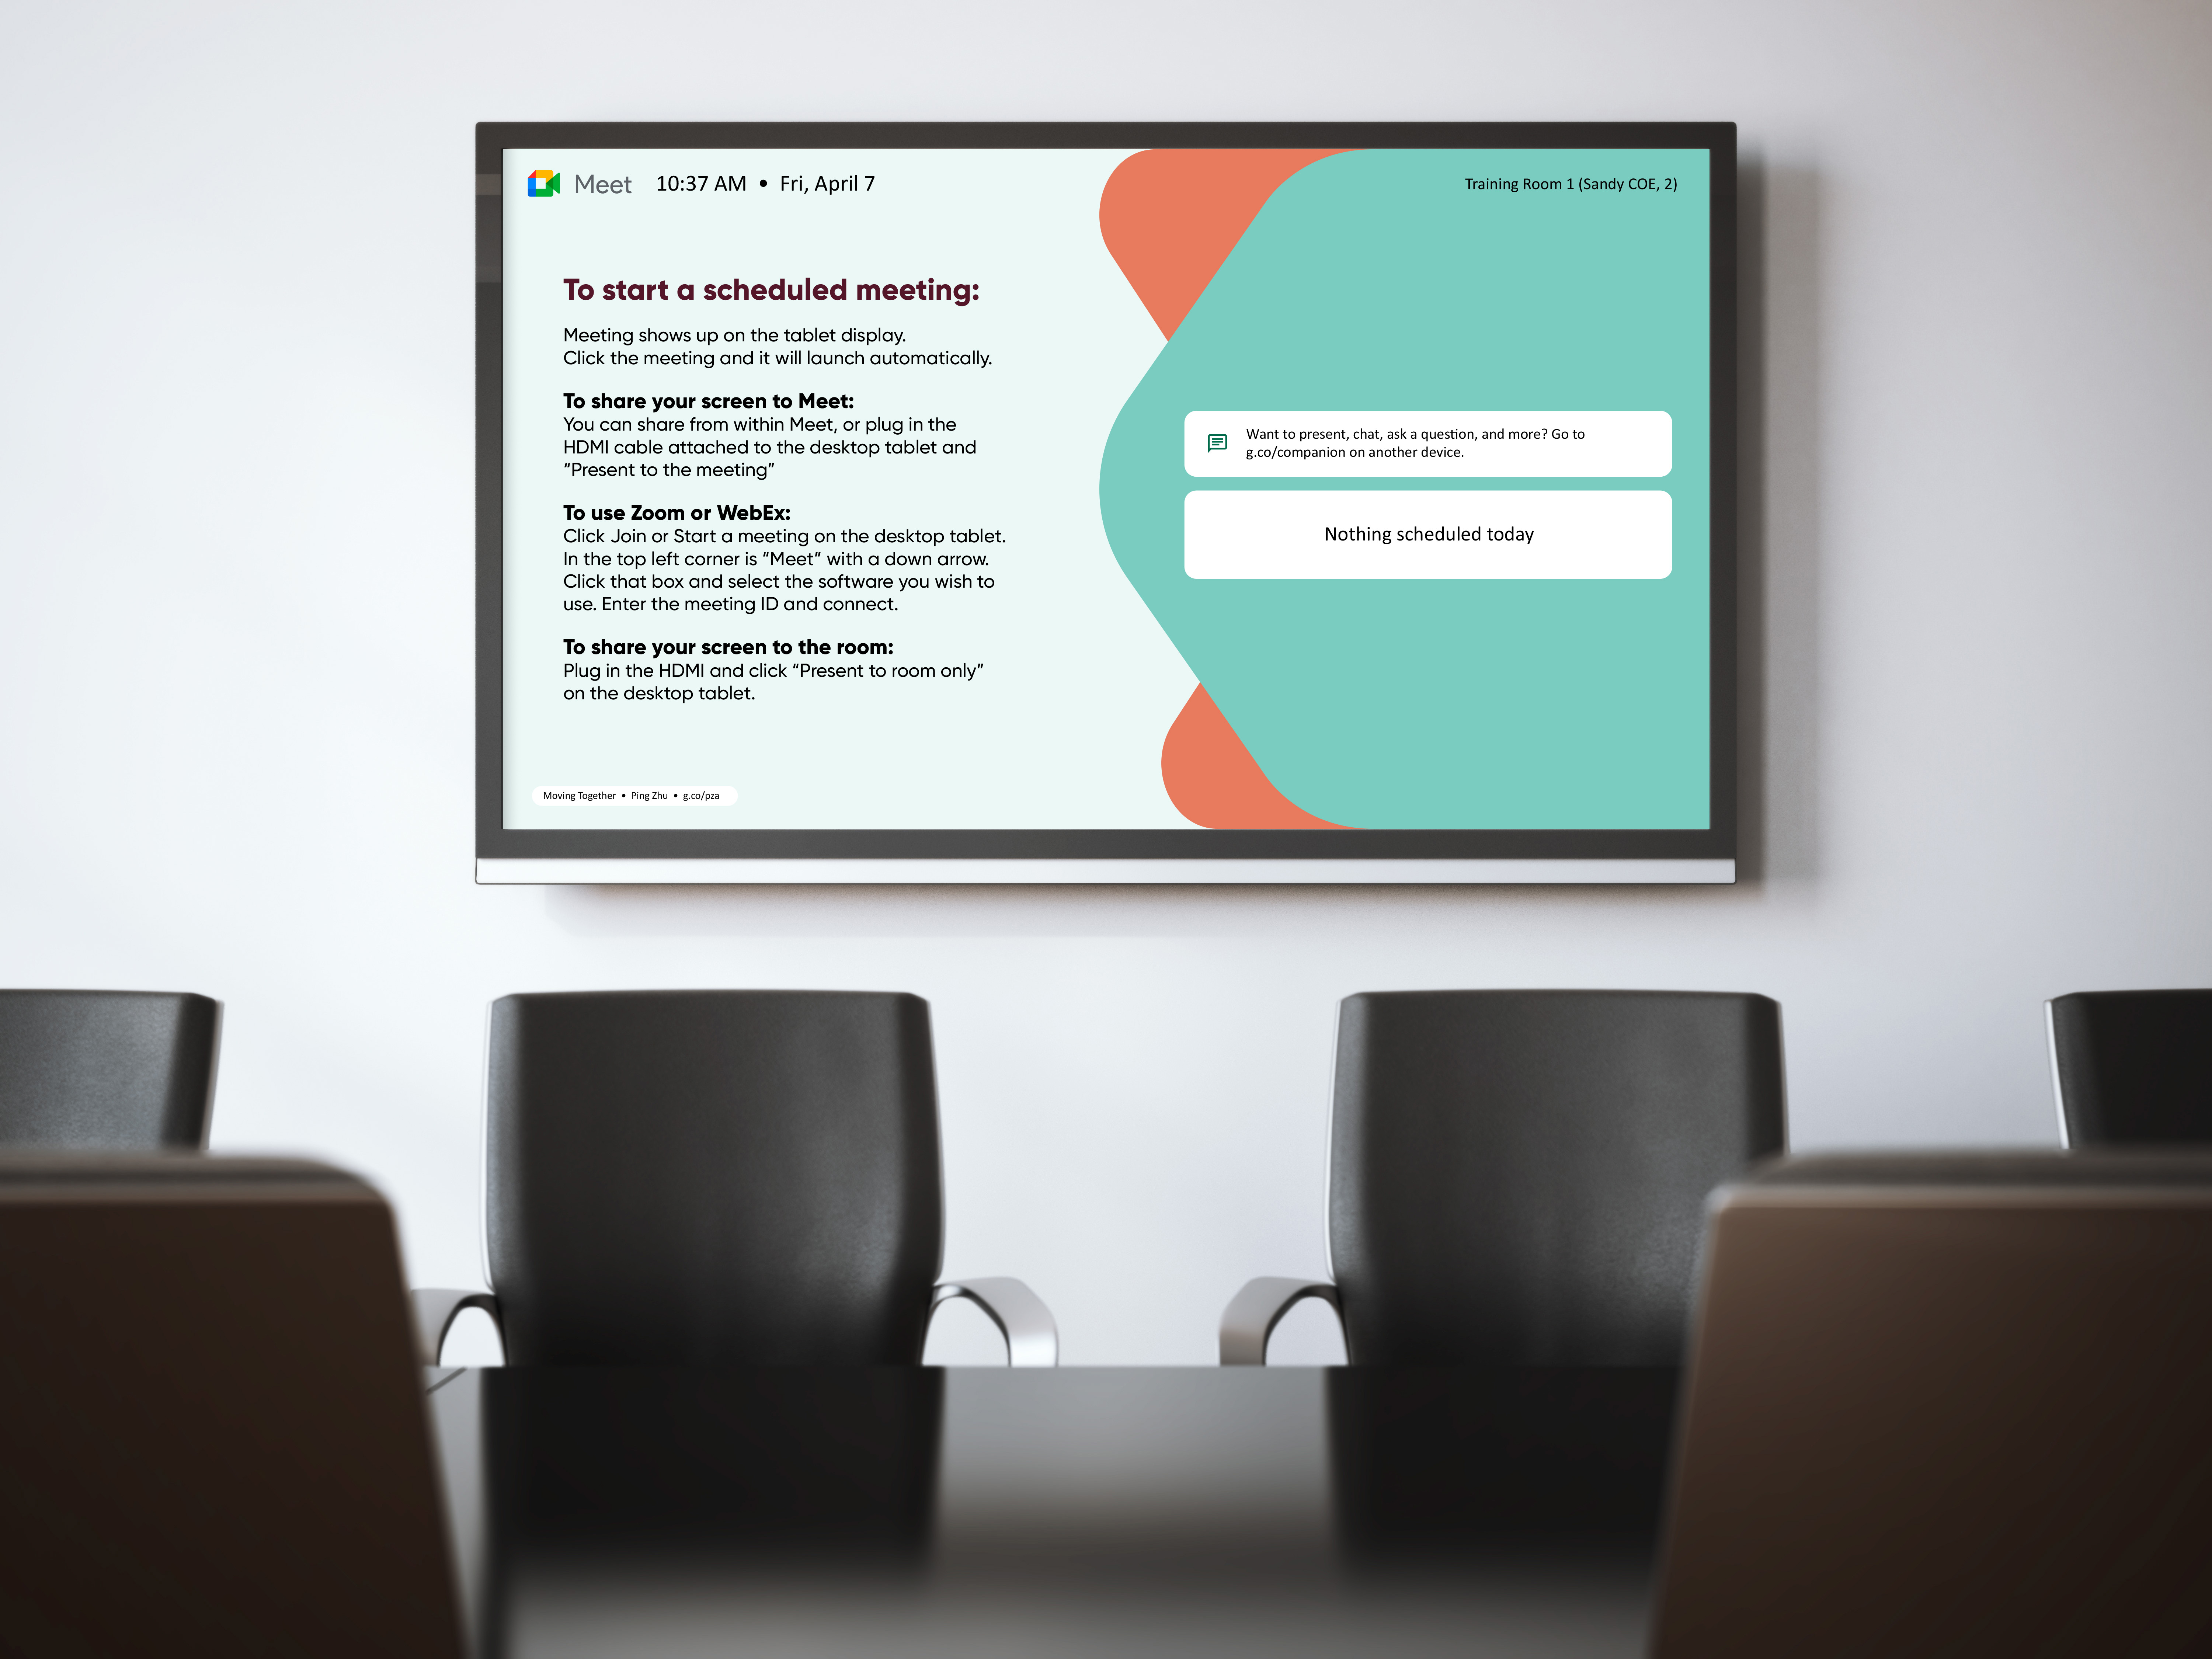 Meet 10:37 AM • Fri, April 7
Training Room 1 (Sandy COE, 2)
To start a scheduled meeting:
Meeting shows up on the tablet display.
Click the meeting and it will launch automatically.
To share your screen to Meet:
You can share from within Meet, or plug in the
HDMI cable attached to the desktop tablet and
“Present to the meeting”
To use Zoom or WebEx:
Click Join or Start a meeting on the desktop tablet.
In the top left corner is “Meet” with a down arrow.
Click that box and select the software you wish to
use. Enter the meeting ID and connect.
To share your screen to the room:
Plug in the HDMI and click “Present to room only”
on the desktop tablet.
Moving Together • Ping Zhu • g.co/pza
Want to present, chat, ask a question, and more? Go to
g.co/companion on another device.
Nothing scheduled today